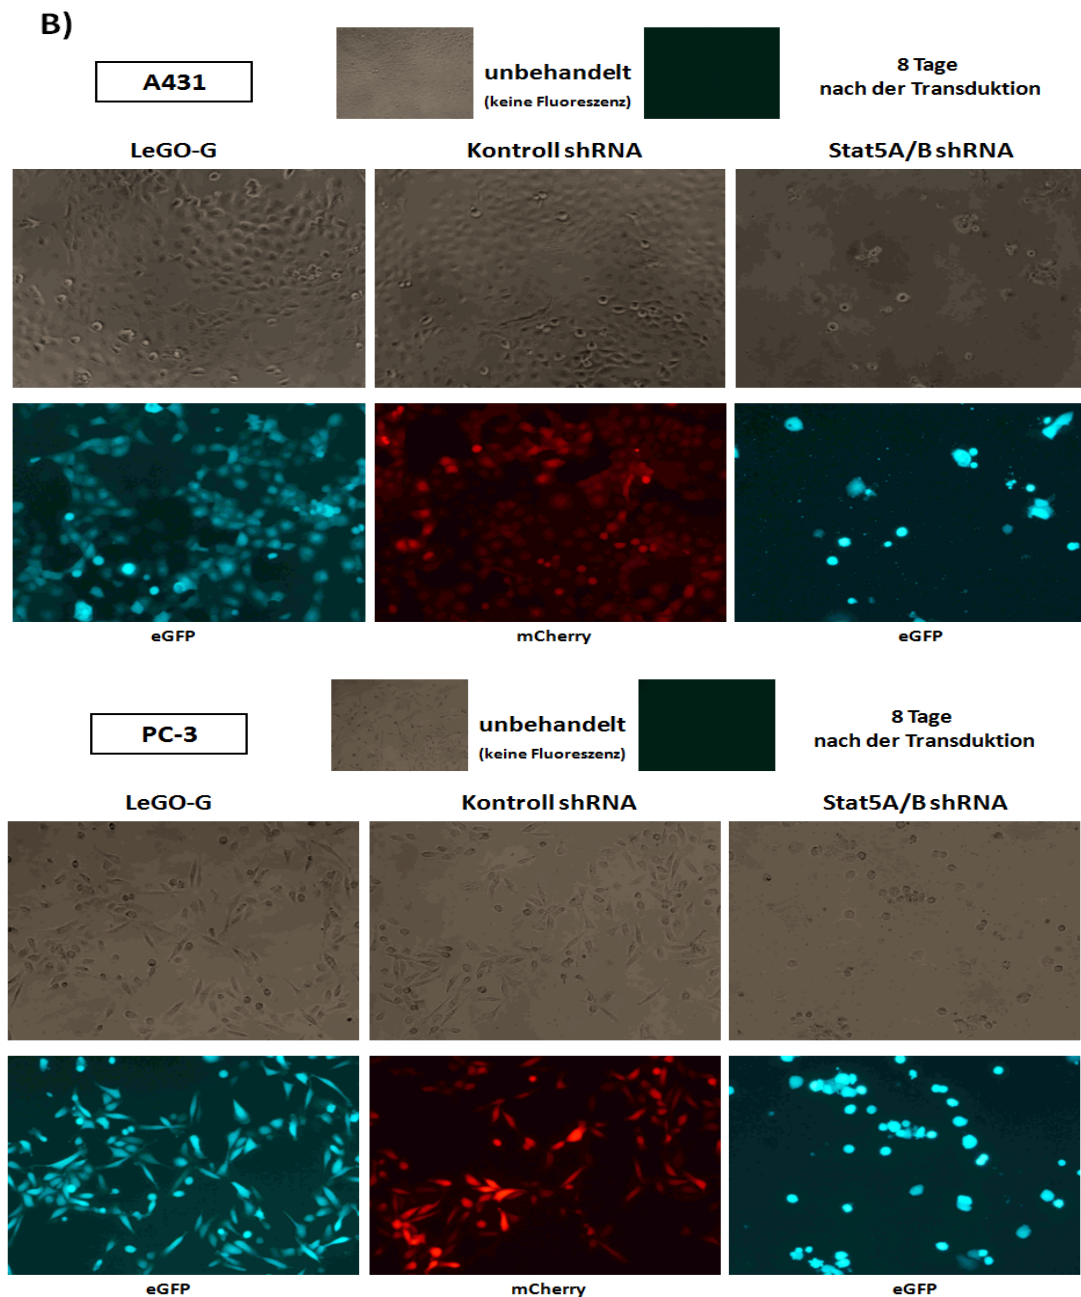 B)
A431
unbehandelt
(keine Fluoreszenz)
8 Tage
nach der Transduktion
LeGO-G
Kontroll shRNA
Stat5A/B shRNA
eGFP
mCherry
eGFP
PC-3
unbehandelt
(keine Fluoreszenz)
8 Tage
nach der Transduktion
LeGO-G
Kontroll shRNA
Stat5A/B shRNA
eGFP
mCherry
eGFP